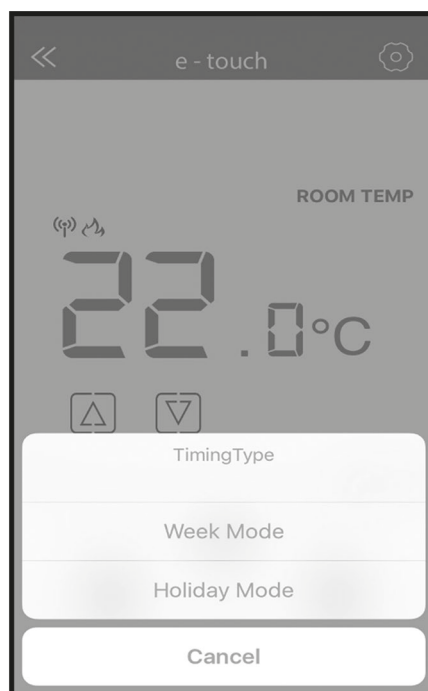 e - touch
ROOM TEMP
22.0°C
TimingType
Week Mode
Holiday Mode
Cancel